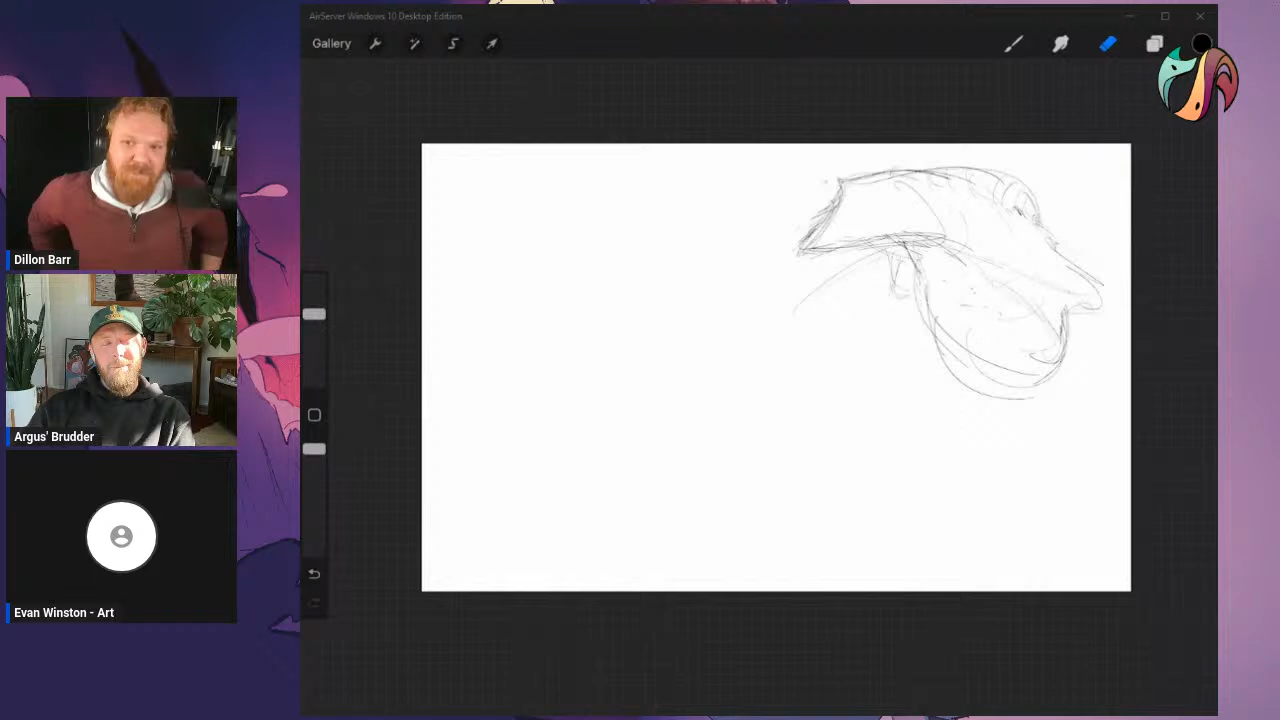 AirServer Windows 10 Desktop Edition
Gallery
Dillon Barr
Argus' Brudder
Evan Winston - Art